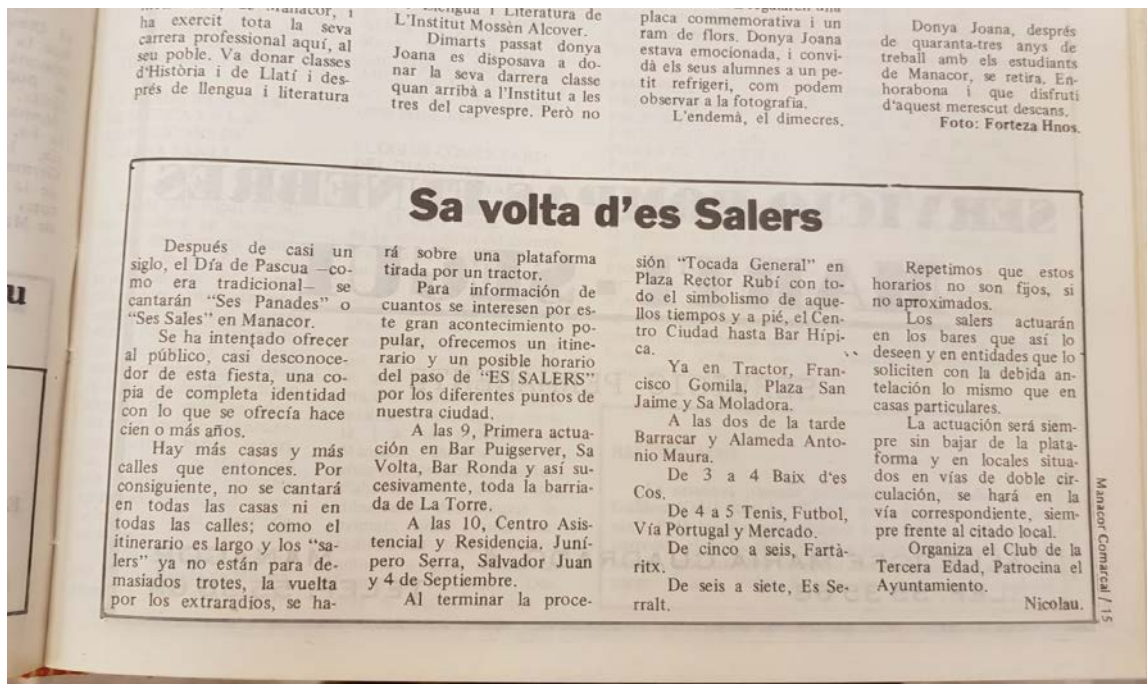 ha exercit tota la seva
carrera professional aquí, al
seu poble. Va donar classes
d'Història i de Llatí i des-
prés de llengua i literatura
Llengua i Literatura de
L'Institut Mossèn Alcover.
Dimarts passat donya
Joana es disposava a do-
nar la seva darrera classe
quan arribà a l'Institut a les
tres del capvespre. Però no
placa commemorativa i un
ram de flors. Donya Joana
estava emocionada, i convi-
dà els seus alumnes a un pe-
tit refrigeri, com podem
observar a la fotografia.
L'endemà, el dimecres.
Donya Joana, després
de quaranta-tres anys de
treball amb els estudiants
de Manacor, se retira. En-
horabona i que disfruti
d'aquest merescut descans.
Foto: Forteza Hnos.
Sa volta d'es Salers
Después de casi un
siglo, el Día de Pascua —co-
mo era tradicional— se
cantarán "Ses Panades" o
"Ses Sales" en Manacor.
Se ha intentado ofrecer
al público, casi desconoce-
dor de esta fiesta, una co-
pia de completa identidad
con lo que se ofrecía hace
cien o más años.
Hay más casas y más
calles que entonces. Por
consiguiente, no se cantará
en todas las casas ni en
todas las calles; como el
itinerario es largo y los "sa-
lers" ya no están para de-
masiados trotes, la vuelta
por los extraradios, se ha-
rá sobre una plataforma
tirada por un tractor.
Para información de
cuantos se interesen por es-
te gran acontecimiento po-
pular, ofrecemos un itine-
rario y un posible horario
del paso de "ES SALERS"
por los diferentes puntos de
nuestra ciudad.
A las 9, Primera actua-
ción en Bar Puigserver, Sa
Volta, Bar Ronda y así su-
cesivamente, toda la barria-
da de La Torre.
A las 10, Centro Asis-
tencial y Residencia. Juní-
pero Serra, Salvador Juan
y 4 de Septiembre.
Al terminar la proce-
sión "Tocada General" en
Plaza Rector Rubí con to-
do el simbolismo de aque-
llos tiempos y a pié, el Cen-
tro Ciudad hasta Bar Hípi-
ca.
Ya en Tractor, Fran-
cisco Gomila, Plaza San
Jaime y Sa Moladora.
A las dos de la tarde
Barracar y Alameda Anto-
nio Maura.
De 3 a 4 Baix d'es
Cos.
De 4 a 5 Tenis, Futbol,
Vía Portugal y Mercado.
De cinco a seis, Fartà-
ritx.
De seis a siete, Es Se-
rralt.
Repetimos que estos
horarios no son fijos, si
no aproximados.
Los salers actuarán
en los bares que así lo
deseen y en entidades que lo
soliciten con la debida an-
telación lo mismo que en
casas particulares.
La actuación será siem-
pre sin bajar de la plata-
forma y en locales situa-
dos en vías de doble cir-
culación, se hará en la
vía correspondiente, siem-
pre frente al citado local.
Organiza el Club de la
Tercera Edad, Patrocina el
Ayuntamiento.
Nicolau.
Manacor Comarcal / 15